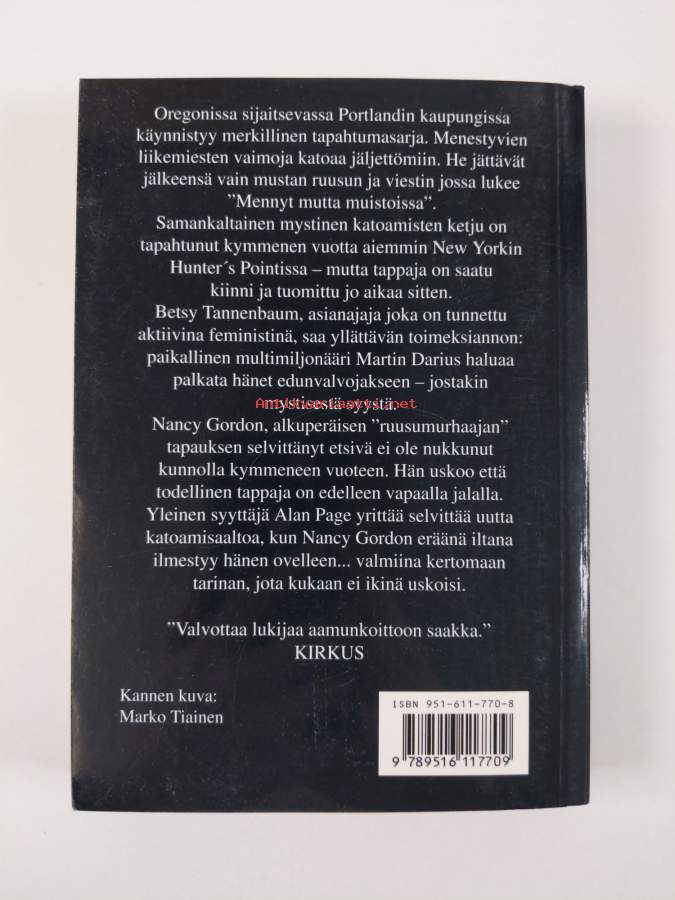 Oregonissa sijaitsevassa Portlandin kaupungissa
käynnistyy merkillinen tapahtumasarja. Menestyvien
liikemiesten vaimoja katoaa jäljettömiin. He jättävät
jälkeensä vain mustan ruusun ja viestin jossa lukee
”Mennyt mutta muistoissa”.
Samankaltainen mystinen katoamisten ketju on
tapahtunut kymmenen vuotta aiemmin New Yorkin
Hunter´s Pointissa – mutta tappaja on saatu
kiinni ja tuomittu jo aikaa sitten.
Betsy Tannenbaum, asianajaja joka on tunnettu
aktiivina feministinä, saa yllättävän toimeksiannon:
paikallinen multimiljonääri Martin Darius haluaa
palkata hänet edunvalvojakseen – jostakin
mystisestä syystä.
Antikvariaatti.net
Nancy Gordon, alkuperäisen ”ruusumurhaajan”
tapauksen selvittänyt etsivä ei ole nukkunut
kunnolla kymmeneen vuoteen. Hän uskoo että
todellinen tappaja on edelleen vapaalla jalalla.
Yleinen syyttäjä Alan Page yrittää selvittää uutta
katoamisaaltoa, kun Nancy Gordon eräänä iltana
ilmestyy hänen ovelleen... valmiina kertomaan
tarinan, jota kukaan ei ikinä uskoisi.
”Valvottaa lukijaa aamunkoittoon saakka.”
KIRKUS
Kannen kuva:
Marko Tiainen
ISBN 951-611-770-8
9 789516 117709